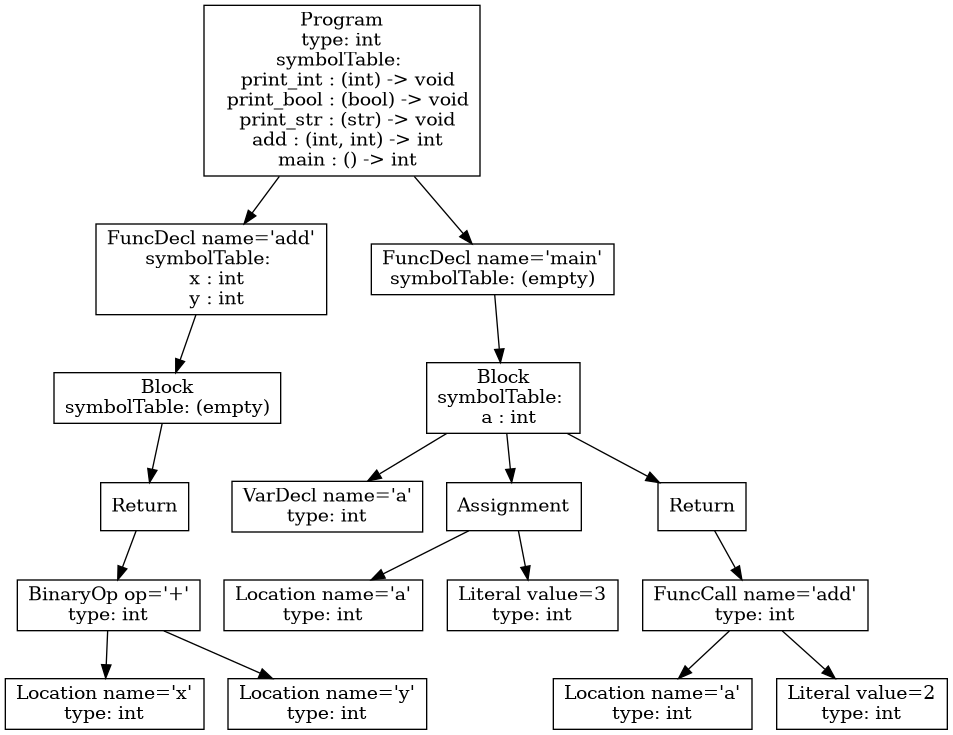 Program
type: int
symbolTable:
print_int : (int) -> void
print_bool : (bool) -> void
print_str : (str) -> void
add : (int, int) -> int
main : () -> int
FuncDecl name='add'
symbolTable:
x : int
y : int
FuncDecl name='main'
symbolTable: (empty)
Block
symbolTable: (empty)
Block
symbolTable:
a : int
Return
VarDecl name='a'
type: int
Assignment
Return
BinaryOp op='+'
type: int
Location name='a'
type: int
Literal value=3
type: int
FuncCall name='add'
type: int
Location name='x'
type: int
Location name='y'
type: int
Location name='a'
type: int
Literal value=2
type: int